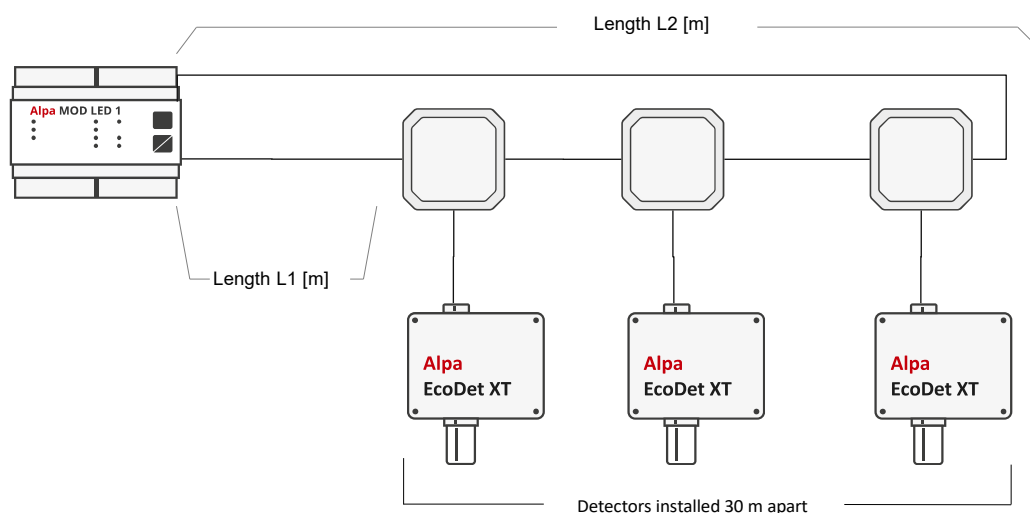 Length L2 [m]
Alpa MOD LED 1
Length L1 [m]
Alpa
EcoDet XT
Alpa
EcoDet XT
Alpa
EcoDet XT
Detectors installed 30 m apart